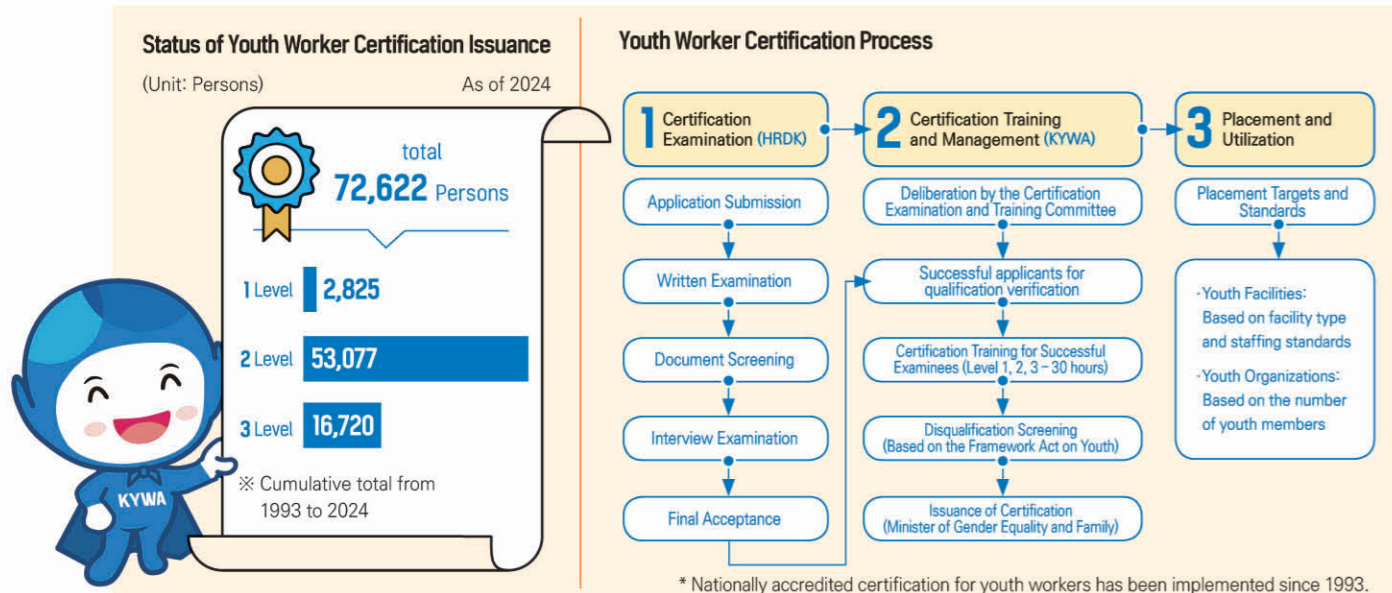 Status of Youth Worker Certification Issuance
(Unit: Persons)
As of 2024
total
72,622 Persons
1 Level 2,825
2 Level 53,077
3 Level 16,720
※ Cumulative total from
1993 to 2024
KYWA
Youth Worker Certification Process
1 Certification
Examination (HRDK)
Application Submission
Written Examination
Document Screening
Interview Examination
Final Acceptance
2 Certification Training
and Management (KYWA)
Deliberation by the Certification
Examination and Training Committee
Successful applicants for
qualification verification
Certification Training for Successful
Examinees (Level 1, 2, 3 – 30 hours)
Disqualification Screening
(Based on the Framework Act on Youth)
Issuance of Certification
(Minister of Gender Equality and Family)
3 Placement and
Utilization
Placement Targets and
Standards
· Youth Facilities:
Based on facility type
and staffing standards
· Youth Organizations:
Based on the number
of youth members
* Nationally accredited certification for youth workers has been implemented since 1993.